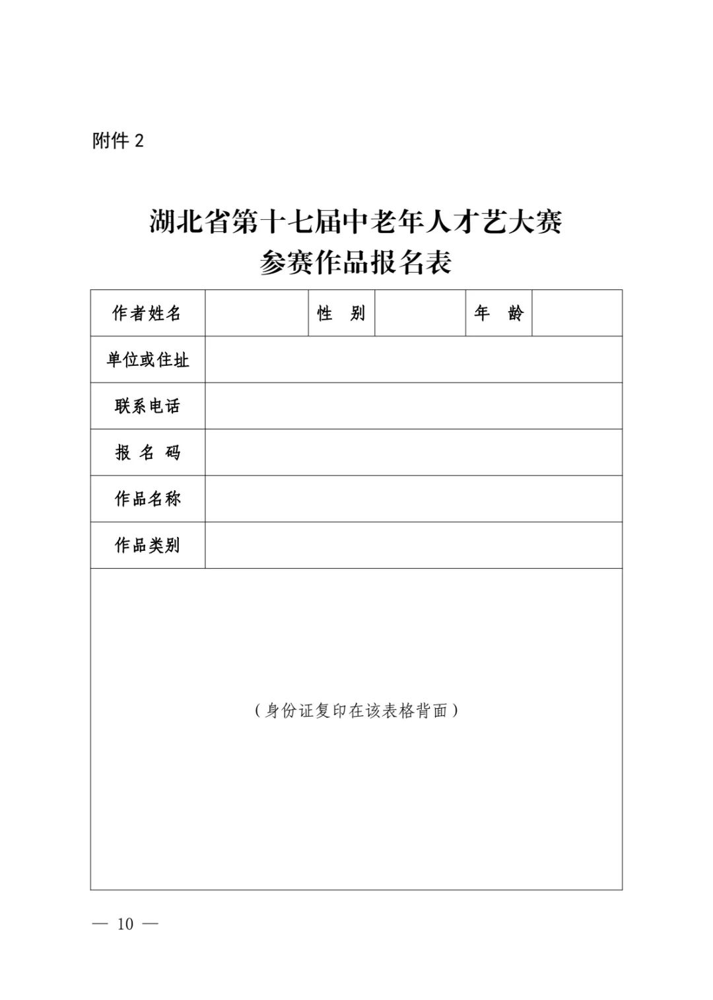 附件 2
湖北省第十七届中老年人才艺大赛
参赛作品报名表
作者姓名 性 别 年 龄
单位或住址
联系电话
报 名 码
作品名称
作品类别
（身份证复印在该表格背面）
— 10 —